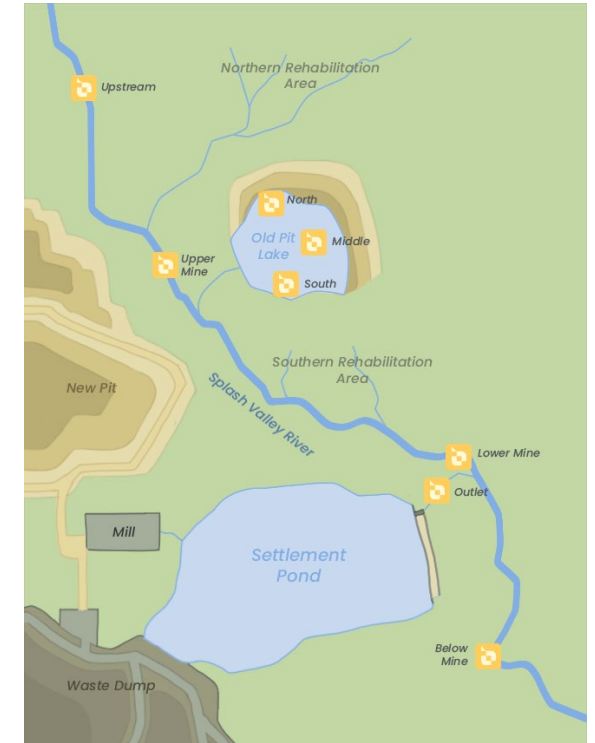 Northern Rehabilitation
Area
Upstream
North
Old Pit
Lake
Middle
Upper
Mine
South
Southern Rehabilitation
Area
New Pit
Splash Valley River
Lower Mine
Outlet
Mill
Settlement
Pond
Below
Mine
Waste Dump